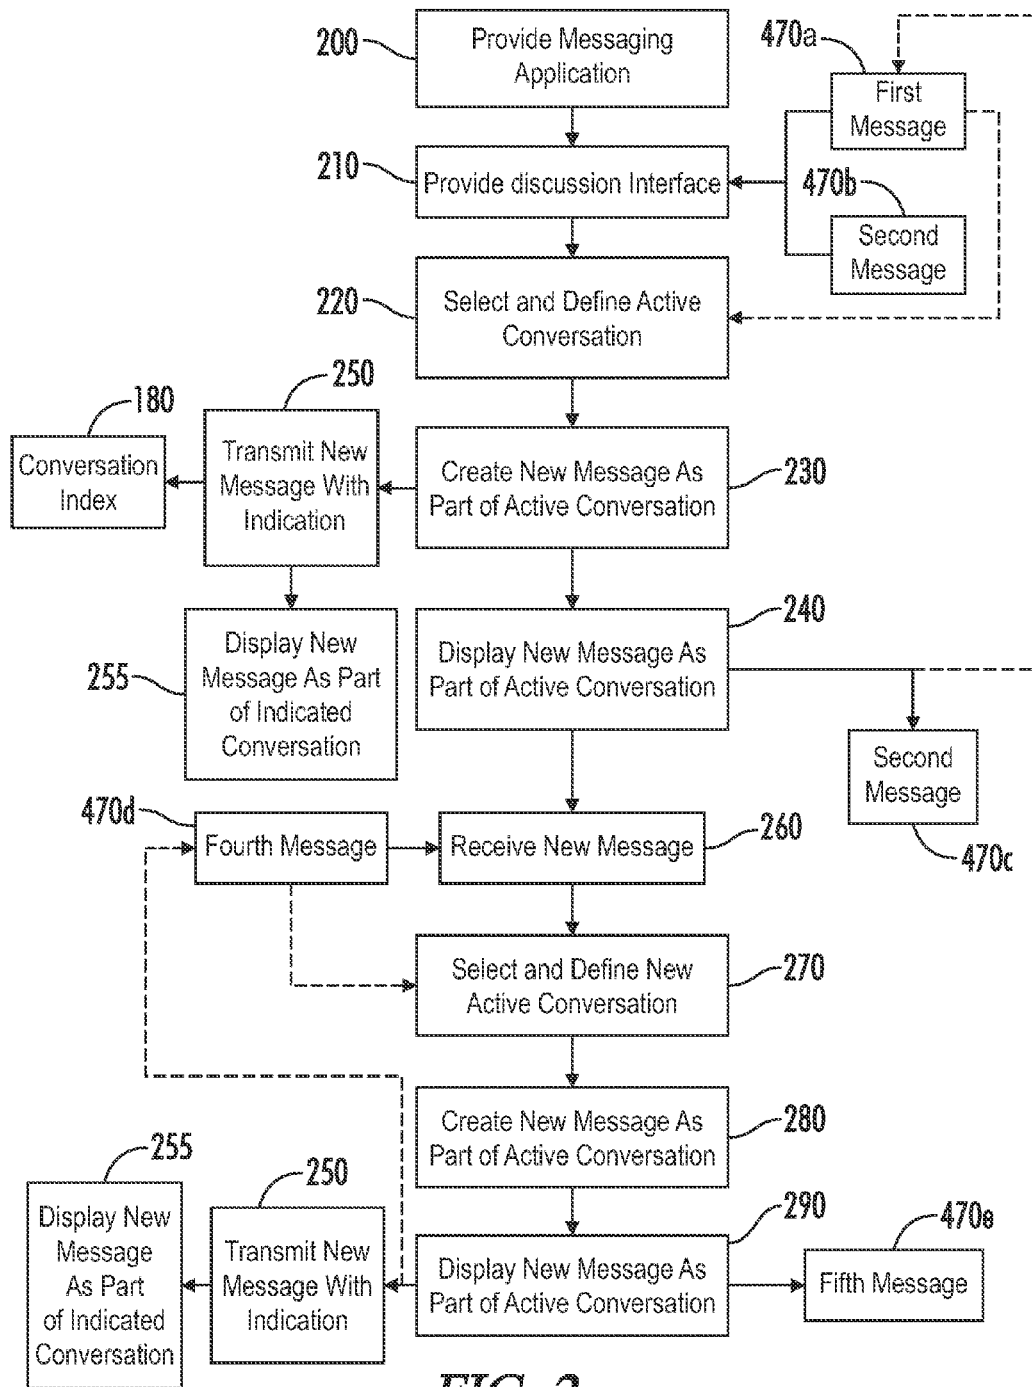 200
Provide Messaging
Application
470a
First
Message
210
Provide discussion Interface
470b
Second
Message
220
Select and Define Active
Conversation
180
Conversation
Index
250
Transmit New
Message With
Indication
Create New Message As
Part of Active Conversation
230
255
Display New
Message As Part
of Indicated
Conversation
Display New Message As
Part of Active Conversation
240
Second
Message
470c
470d
Fourth Message
Receive New Message
260
Select and Define New
Active Conversation
270
Create New Message As
Part of Active Conversation
280
255
Display New
Message
As Part
of Indicated
Conversation
250
Transmit New
Message With
Indication
Display New Message As
Part of Active Conversation
290
470e
Fifth Message